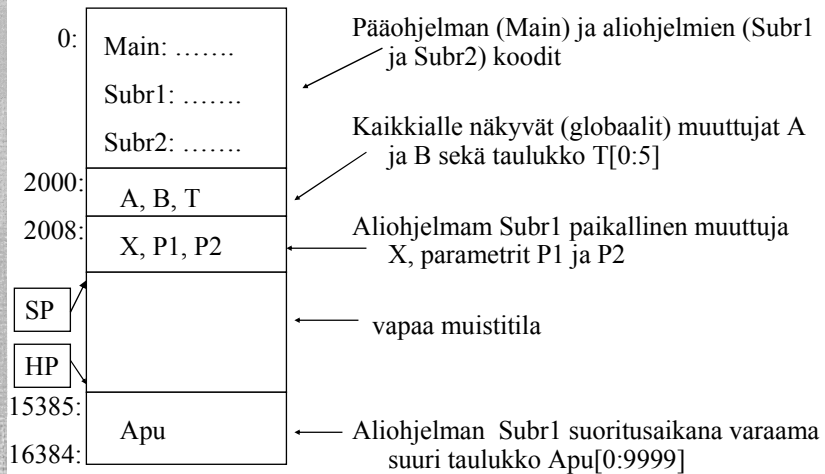 0:
Main: …….
Subr1: …….
Subr2: …….
Pääohjelman (Main) ja aliohjelmien (Subr1
ja Subr2) koodit
Kaikkialle näkyvät (globaalit) muuttujat A
ja B sekä taulukko T[0:5]
2000:
A, B, T
2008:
X, P1, P2
Aliohjelmam Subr1 paikallinen muuttuja
X, parametrit P1 ja P2
SP
vapaa muistitila
HP
15385:
Apu
16384:
Aliohjelman Subr1 suoritusaikana varaama
suuri taulukko Apu[0:9999]